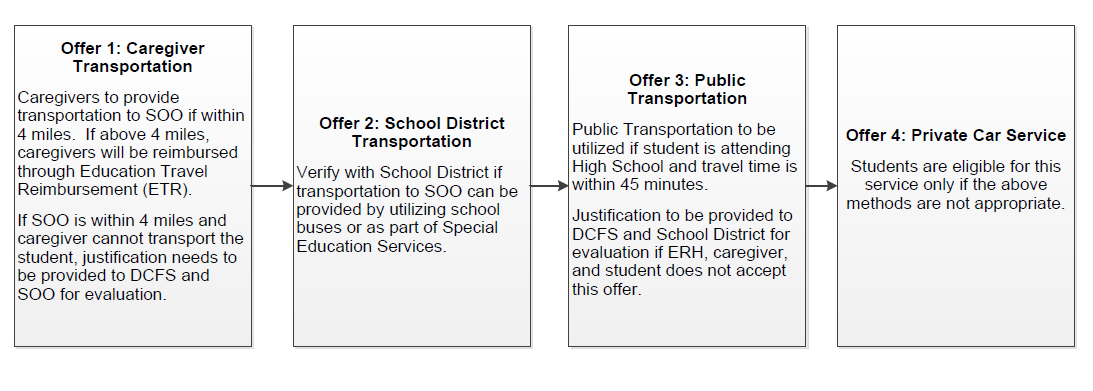 Offer 1: Caregiver
Transportation
Caregivers to provide
transportation to SOO if within
4 miles.  If above 4 miles,
caregivers will be reimbursed
through Education Travel
Reimbursement (ETR).
If SOO is within 4 miles and
caregiver cannot transport the
student, justification needs to
be provided to DCFS and
SOO for evaluation.
Offer 2: School District
Transportation
Verify with School District if
transportation to SOO can be
provided by utilizing school
buses or as part of Special
Education Services.
Offer 3: Public
Transportation
Public Transportation to be
utilized if student is attending
High School and travel time is
within 45 minutes.
Justification to be provided to
DCFS and School District for
evaluation if ERH, caregiver,
and student does not accept
this offer.
Offer 4: Private Car Service
Students are eligible for this
service only if the above
methods are not appropriate.